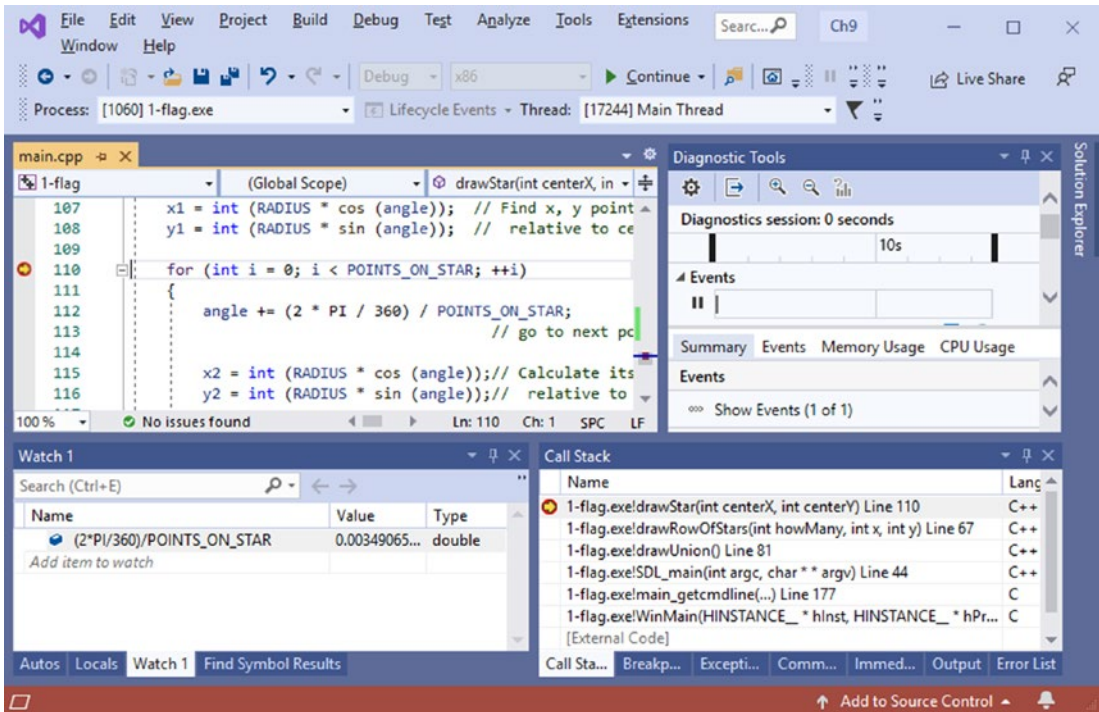 File Edit View Project Build Debug Test Analyze Tools Extensions Searc... Ch9
Window Help
Debug x86 Continue Live Share
Process: [1060] 1-flag.exe Lifecycle Events Thread: [17244] Main Thread
main.cpp
1-flag (Global Scope) drawStar(int centerX, in
107 x1 = int (RADIUS * cos (angle)); // Find x, y point
108 y1 = int (RADIUS * sin (angle)); // relative to ce
109
110 for (int i = 0; i < POINTS_ON_STAR; ++i)
111 {
112 angle += (2 * PI / 360) / POINTS_ON_STAR;
113 // go to next po
114
115 x2 = int (RADIUS * cos (angle));// Calculate its
116 y2 = int (RADIUS * sin (angle));// relative to
100 % No issues found Ln: 110 Ch: 1 SPC LF
Diagnostic Tools
Diagnostics session: 0 seconds
10s
Events
Summary Events Memory Usage CPU Usage
Events
Show Events (1 of 1)
Solution Explorer
Watch 1
Search (Ctrl+E)
Name Value Type
(2*PI/360)/POINTS_ON_STAR 0.00349065... double
Add item to watch
Autos Locals Watch 1 Find Symbol Results
Call Stack
Name Lang
1-flag.exe!drawStar(int centerX, int centerY) Line 110 C++
1-flag.exe!drawRowOfStars(int howMany, int x, int y) Line 67 C++
1-flag.exe!drawUnion() Line 81 C++
1-flag.exe!SDL_main(int argc, char * * argv) Line 44 C++
1-flag.exe!main_getcmdline(...) Line 177 C
1-flag.exe!WinMain(HINSTANCE__ * hInst, HINSTANCE__ * hPr... C
[External Code]
Call Sta... Breakp... Excepti... Comm... Immed... Output Error List
Add to Source Control